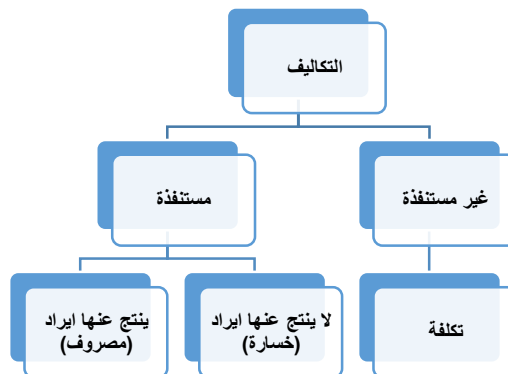 التكاليف
غير مستنفذة
مستنفذة
تكلفة
لا ينتج عنها ايراد
(خسارة)
ينتج عنها ايراد
(مصروف)